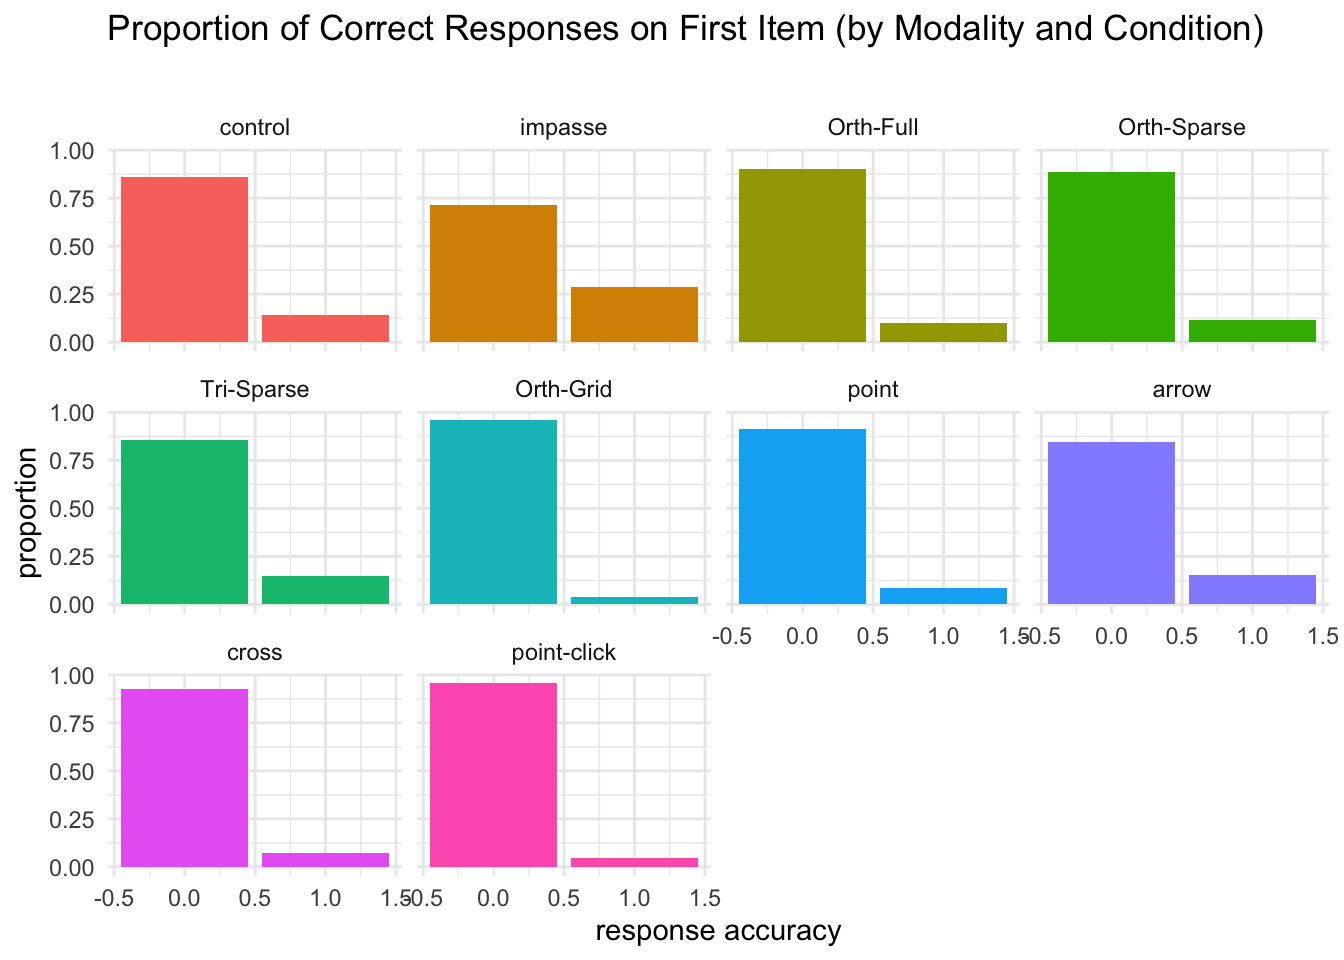 Proportion of Correct Responses on First Item (by Modality and Condition)
control impasse Orth-Full Orth-Sparse
1.00
0.75
0.50
0.25
0.00
Tri-Sparse Orth-Grid point arrow
1.00
0.75
0.50
0.25
0.00
-0.5 0.0 0.5 1.0 1.5 -0.5 0.0 0.5 1.0 1.5
cross point-click
1.00
0.75
0.50
0.25
0.00
-0.5 0.0 0.5 1.0 1.5 -0.5 0.0 0.5 1.0 1.5
proportion
response accuracy